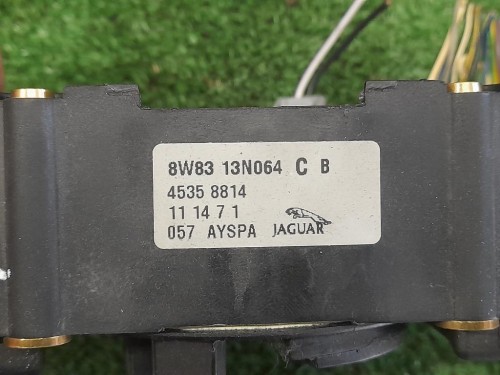 8W83 13N064 C B
4535 8814
11 14 7 1
057 AYSPA JAGUAR